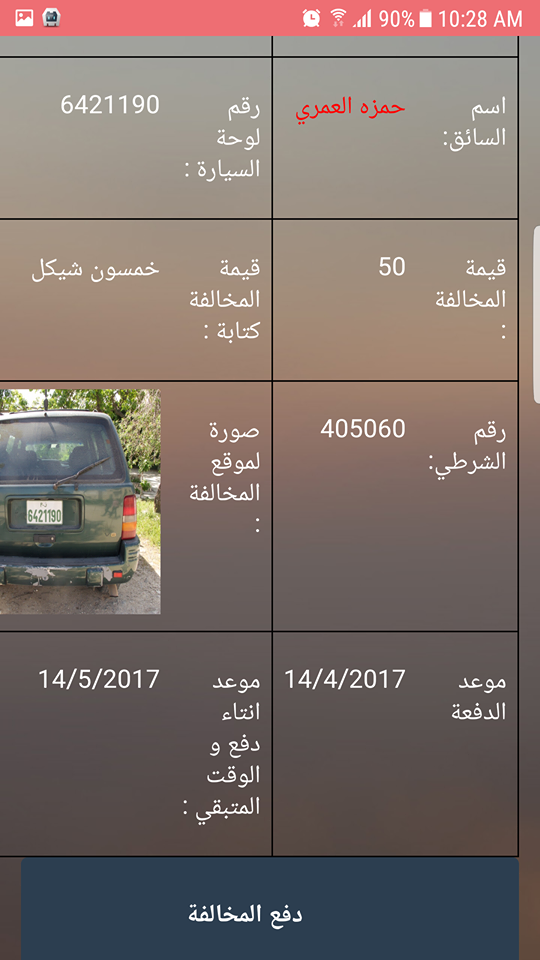 90% 10:28 AM
اسم السائق: حمزه العمري
رقم لوحة السيارة : 6421190
قيمة المخالفة : 50
قيمة المخالفة كتابة : خمسون شيكل
رقم الشرطي: 405060
صورة لموقع المخالفة :
6421190
موعد الدفعة 14/4/2017
موعد انتاء دفع و الوقت المتبقي : 14/5/2017
دفع المخالفة